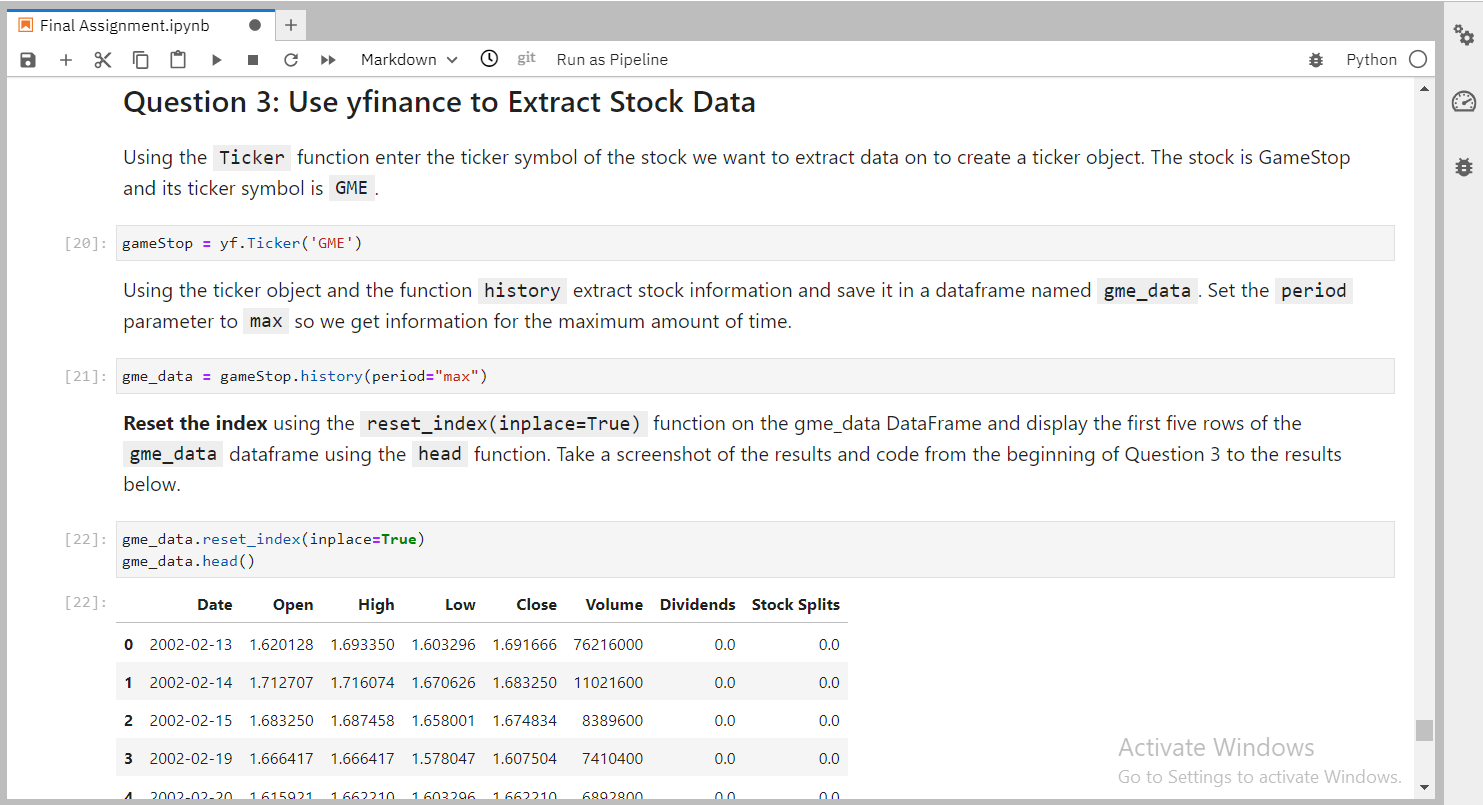 Final Assignment.ipynb
Markdown git Run as Pipeline Python
Question 3: Use yfinance to Extract Stock Data
Using the Ticker function enter the ticker symbol of the stock we want to extract data on to create a ticker object. The stock is GameStop
and its ticker symbol is GME.
[20]: gameStop = yf.Ticker('GME')
Using the ticker object and the function history extract stock information and save it in a dataframe named gme_data. Set the period
parameter to max so we get information for the maximum amount of time.
[21]: gme_data = gameStop.history(period="max")
Reset the index using the reset_index(inplace=True) function on the gme_data DataFrame and display the first five rows of the
gme_data dataframe using the head function. Take a screenshot of the results and code from the beginning of Question 3 to the results
below.
[22]: gme_data.reset_index(inplace=True)
gme_data.head()
[22]: Date Open High Low Close Volume Dividends Stock Splits
0 2002-02-13 1.620128 1.693350 1.603296 1.691666 76216000 0.0 0.0
1 2002-02-14 1.712707 1.716074 1.670626 1.683250 11021600 0.0 0.0
2 2002-02-15 1.683250 1.687458 1.658001 1.674834 8389600 0.0 0.0
3 2002-02-19 1.666417 1.666417 1.578047 1.607504 7410400 0.0 0.0
4 2002-02-20 1.615921 1.662210 1.603296 1.662210 6892800 0.0 0.0
Activate Windows
Go to Settings to activate Windows.